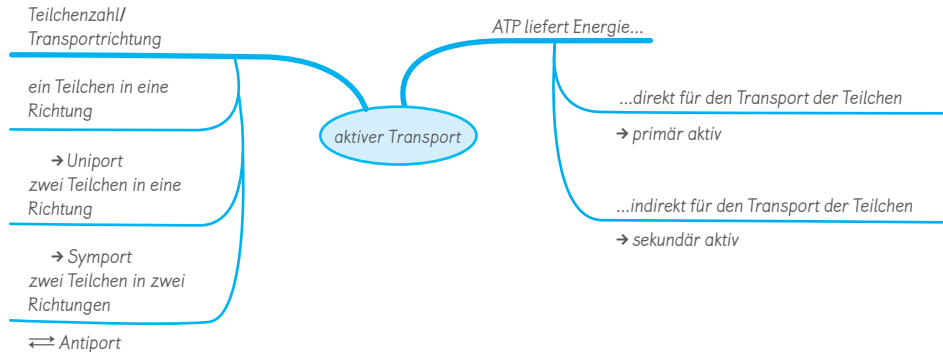 Teilchenzahl/
Transportrichtung
ein Teilchen in eine
Richtung
→ Uniport
zwei Teilchen in eine
Richtung
→ Symport
zwei Teilchen in zwei
Richtungen
⇄ Antiport
aktiver Transport
ATP liefert Energie...
...direkt für den Transport der Teilchen
→ primär aktiv
...indirekt für den Transport der Teilchen
→ sekundär aktiv